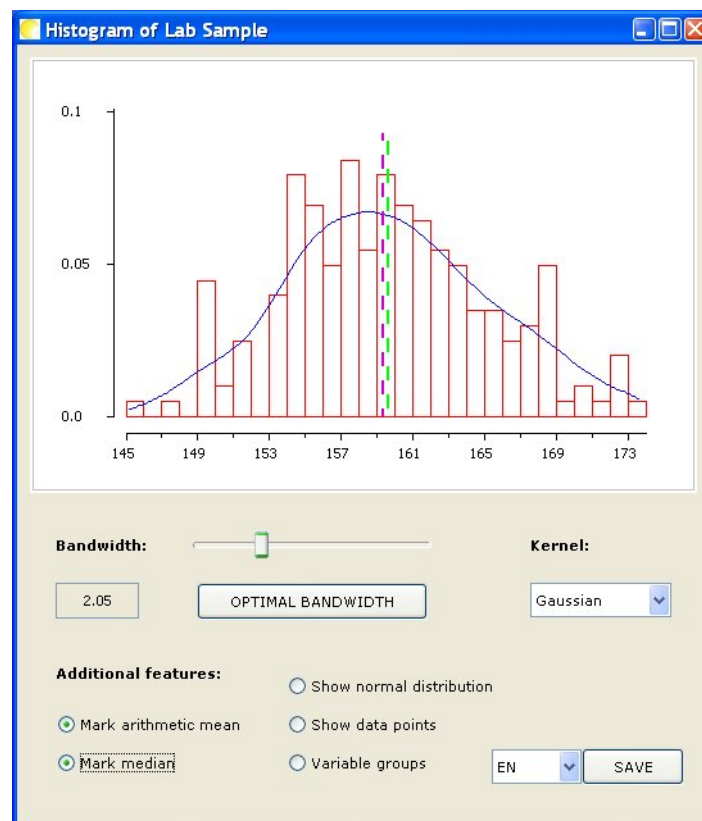 Histogram of Lab Sample
0.1
0.05
0.0
145 149 153 157 161 165 169 173
Bandwidth:
Kernel:
2.05
OPTIMAL BANDWIDTH
Gaussian
Additional features:
Show normal distribution
Mark arithmetic mean
Show data points
Mark median
Variable groups
EN
SAVE